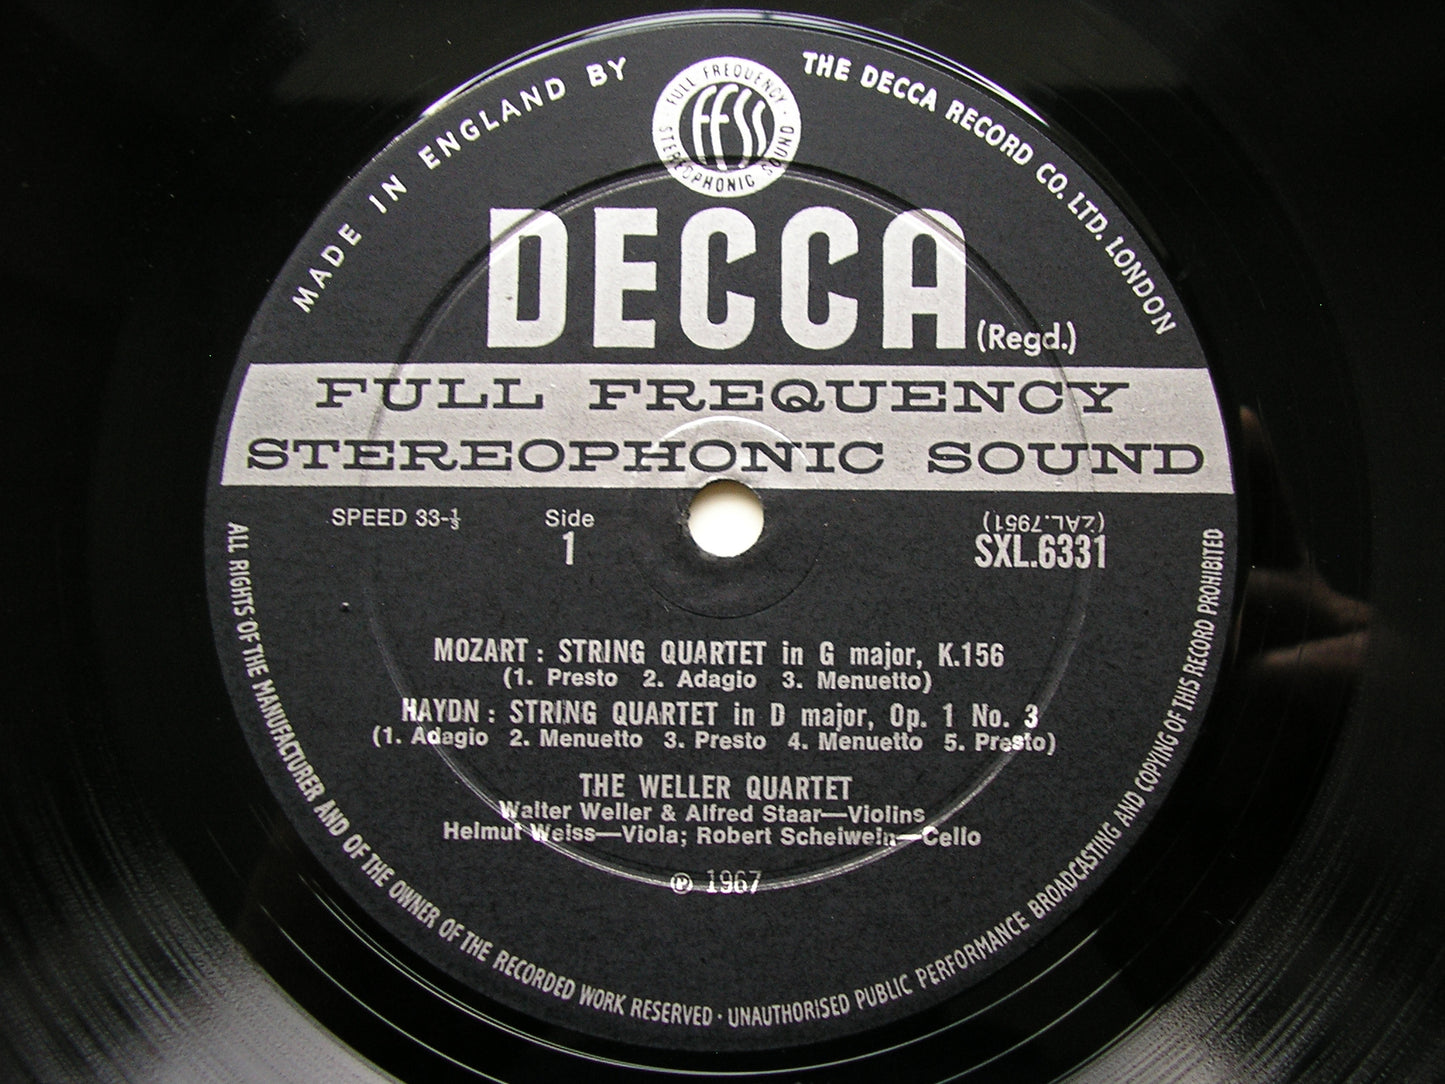 MADE IN ENGLAND BY
THE DECCA RECORD CO. LTD. LONDON
FULL FREQUENCY
FFSS
STEREOPHONIC SOUND
DECCA (Regd.)
FULL FREQUENCY
STEREOPHONIC SOUND
SPEED 33-⅓
Side
1
(ZAL.7951)
SXL.6331
MOZART : STRING QUARTET in G major, K.156
(1. Presto 2. Adagio 3. Menuetto)
HAYDN : STRING QUARTET in D major, Op. 1 No. 3
(1. Adagio 2. Menuetto 3. Presto 4. Menuetto 5. Presto)
THE WELLER QUARTET
Walter Weller & Alfred Staar—Violins
Helmut Weiss—Viola; Robert Scheiwein—Cello
℗ 1967
ALL RIGHTS OF THE MANUFACTURER AND OF THE OWNER OF THE RECORDED WORK RESERVED · UNAUTHORISED PUBLIC PERFORMANCE BROADCASTING AND COPYING OF THIS RECORD PROHIBITED